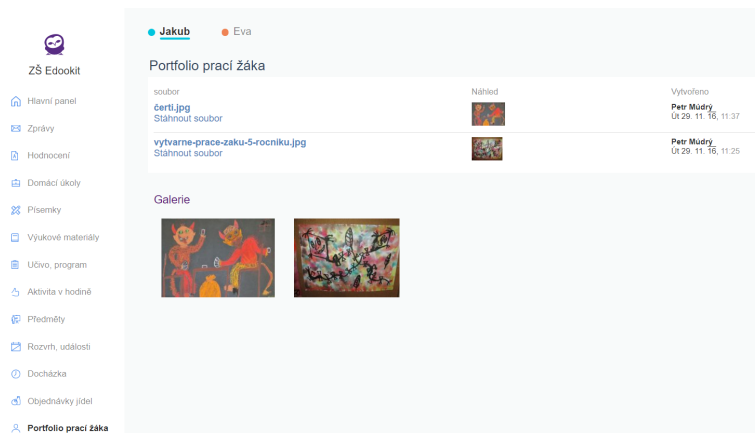 ZŠ Edookit
Hlavní panel
Zprávy
Hodnocení
Domácí úkoly
Písemky
Výukové materiály
Učivo, program
Aktivita v hodině
Předměty
Rozvrh, události
Docházka
Objednávky jídel
Portfolio prací žáka
Jakub
Eva
Portfolio prací žáka
soubor Náhled Vytvořeno
čerti.jpg Petr Múdrý
Stáhnout soubor Út 29. 11. 16, 11:37
vytvarne-prace-zaku-5-rocniku.jpg Petr Múdrý
Stáhnout soubor Út 29. 11. 16, 11:25
Galerie